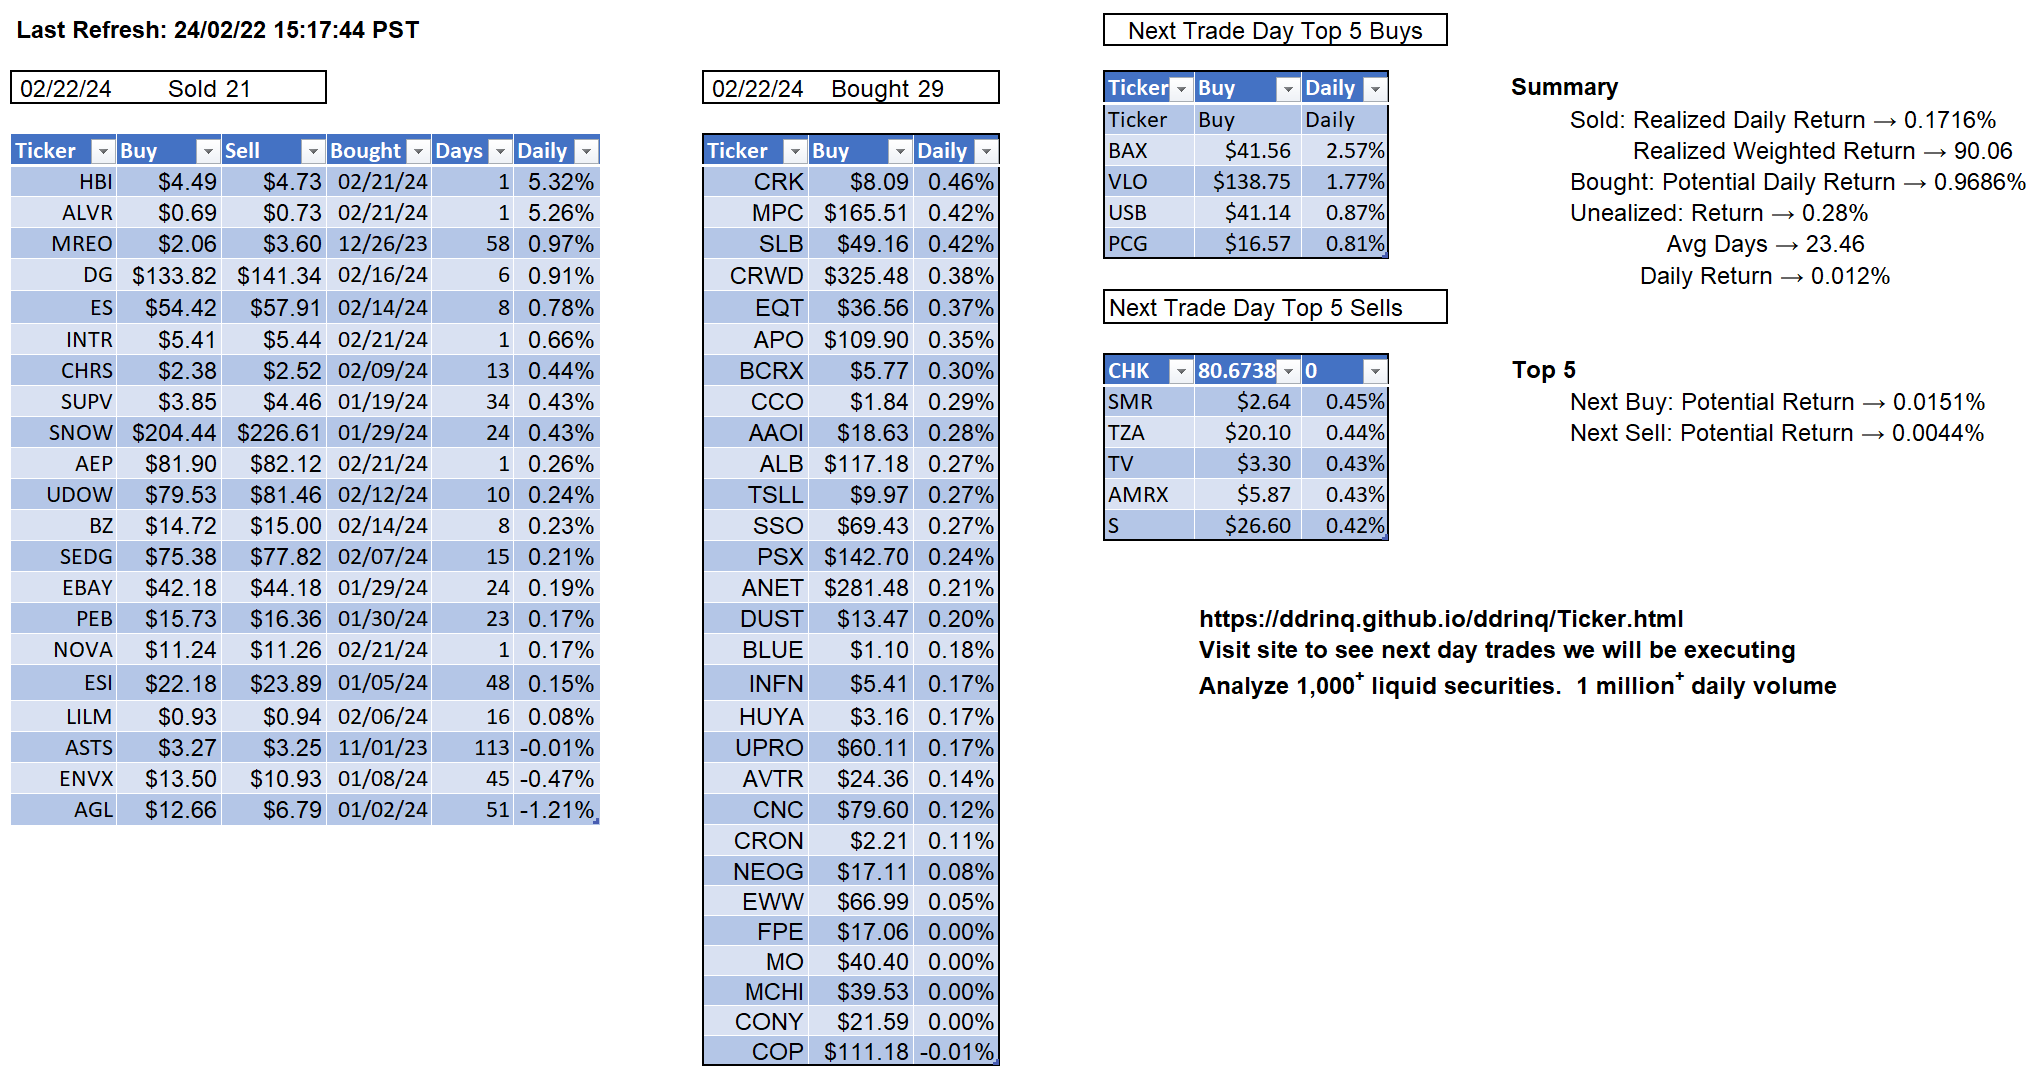 Last Refresh: 24/02/22 15:17:44 PST
02/22/24 Sold 21
Ticker Buy Sell Bought Days Daily
HBI $4.49 $4.73 02/21/24 1 5.32%
ALVR $0.69 $0.73 02/21/24 1 5.26%
MREO $2.06 $3.60 12/26/23 58 0.97%
DG $133.82 $141.34 02/16/24 6 0.91%
ES $54.42 $57.91 02/14/24 8 0.78%
INTR $5.41 $5.44 02/21/24 1 0.66%
CHRS $2.38 $2.52 02/09/24 13 0.44%
SUPV $3.85 $4.46 01/19/24 34 0.43%
SNOW $204.44 $226.61 01/29/24 24 0.43%
AEP $81.90 $82.12 02/21/24 1 0.26%
UDOW $79.53 $81.46 02/12/24 10 0.24%
BZ $14.72 $15.00 02/14/24 8 0.23%
SEDG $75.38 $77.82 02/07/24 15 0.21%
EBAY $42.18 $44.18 01/29/24 24 0.19%
PEB $15.73 $16.36 01/30/24 23 0.17%
NOVA $11.24 $11.26 02/21/24 1 0.17%
ESI $22.18 $23.89 01/05/24 48 0.15%
LILM $0.93 $0.94 02/06/24 16 0.08%
ASTS $3.27 $3.25 11/01/23 113 -0.01%
ENVX $13.50 $10.93 01/08/24 45 -0.47%
AGL $12.66 $6.79 01/02/24 51 -1.21%
02/22/24 Bought 29
Ticker Buy Daily
CRK $8.09 0.46%
MPC $165.51 0.42%
SLB $49.16 0.42%
CRWD $325.48 0.38%
EQT $36.56 0.37%
APO $109.90 0.35%
BCRX $5.77 0.30%
CCO $1.84 0.29%
AAOI $18.63 0.28%
ALB $117.18 0.27%
TSLL $9.97 0.27%
SSO $69.43 0.27%
PSX $142.70 0.24%
ANET $281.48 0.21%
DUST $13.47 0.20%
BLUE $1.10 0.18%
INFN $5.41 0.17%
HUYA $3.16 0.17%
UPRO $60.11 0.17%
AVTR $24.36 0.14%
CNC $79.60 0.12%
CRON $2.21 0.11%
NEOG $17.11 0.08%
EWW $66.99 0.05%
FPE $17.06 0.00%
MO $40.40 0.00%
MCHI $39.53 0.00%
CONY $21.59 0.00%
COP $111.18 -0.01%
Next Trade Day Top 5 Buys
Ticker Buy Daily
Ticker Buy Daily
BAX $41.56 2.57%
VLO $138.75 1.77%
USB $41.14 0.87%
PCG $16.57 0.81%
Next Trade Day Top 5 Sells
CHK 80.6738 0
SMR $2.64 0.45%
TZA $20.10 0.44%
TV $3.30 0.43%
AMRX $5.87 0.43%
S $26.60 0.42%
Summary
Sold: Realized Daily Return → 0.1716%
Realized Weighted Return → 90.06
Bought: Potential Daily Return → 0.9686%
Unealized: Return → 0.28%
Avg Days → 23.46
Daily Return → 0.012%
Top 5
Next Buy: Potential Return → 0.0151%
Next Sell: Potential Return → 0.0044%
https://ddrinq.github.io/ddrinq/Ticker.html
Visit site to see next day trades we will be executing
Analyze 1,000⁺ liquid securities. 1 million⁺ daily volume